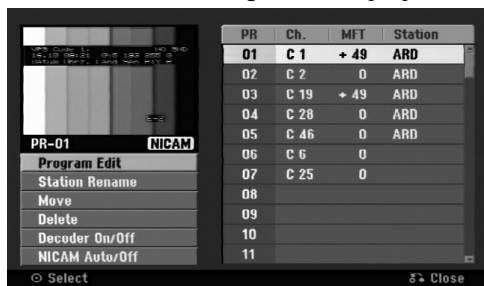 PR-01 NICAM
Program Edit
Station Rename
Move
Delete
Decoder On/Off
NICAM Auto/Off
PR Ch. MFT Station
01 C 1 + 49 ARD
02 C 2 0 ARD
03 C 19 + 49 ARD
04 C 28 0 ARD
05 C 46 0 ARD
06 C 6 0
07 C 25 0
08
09
10
11
Select
Close